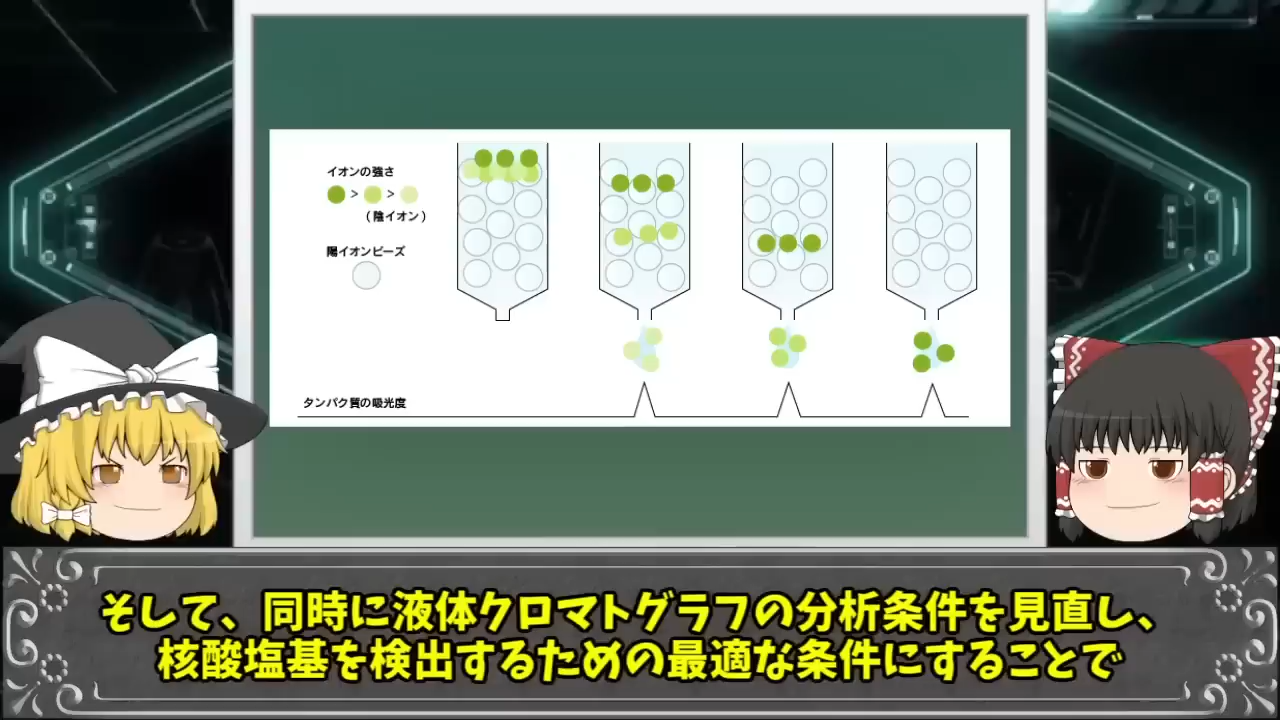 イオンの強さ
> >
(陰イオン)
陽イオンビーズ
タンパク質の吸光度
そして、同時に液体クロマトグラフの分析条件を見直し、
核酸塩基を検出するための最適な条件にすることで